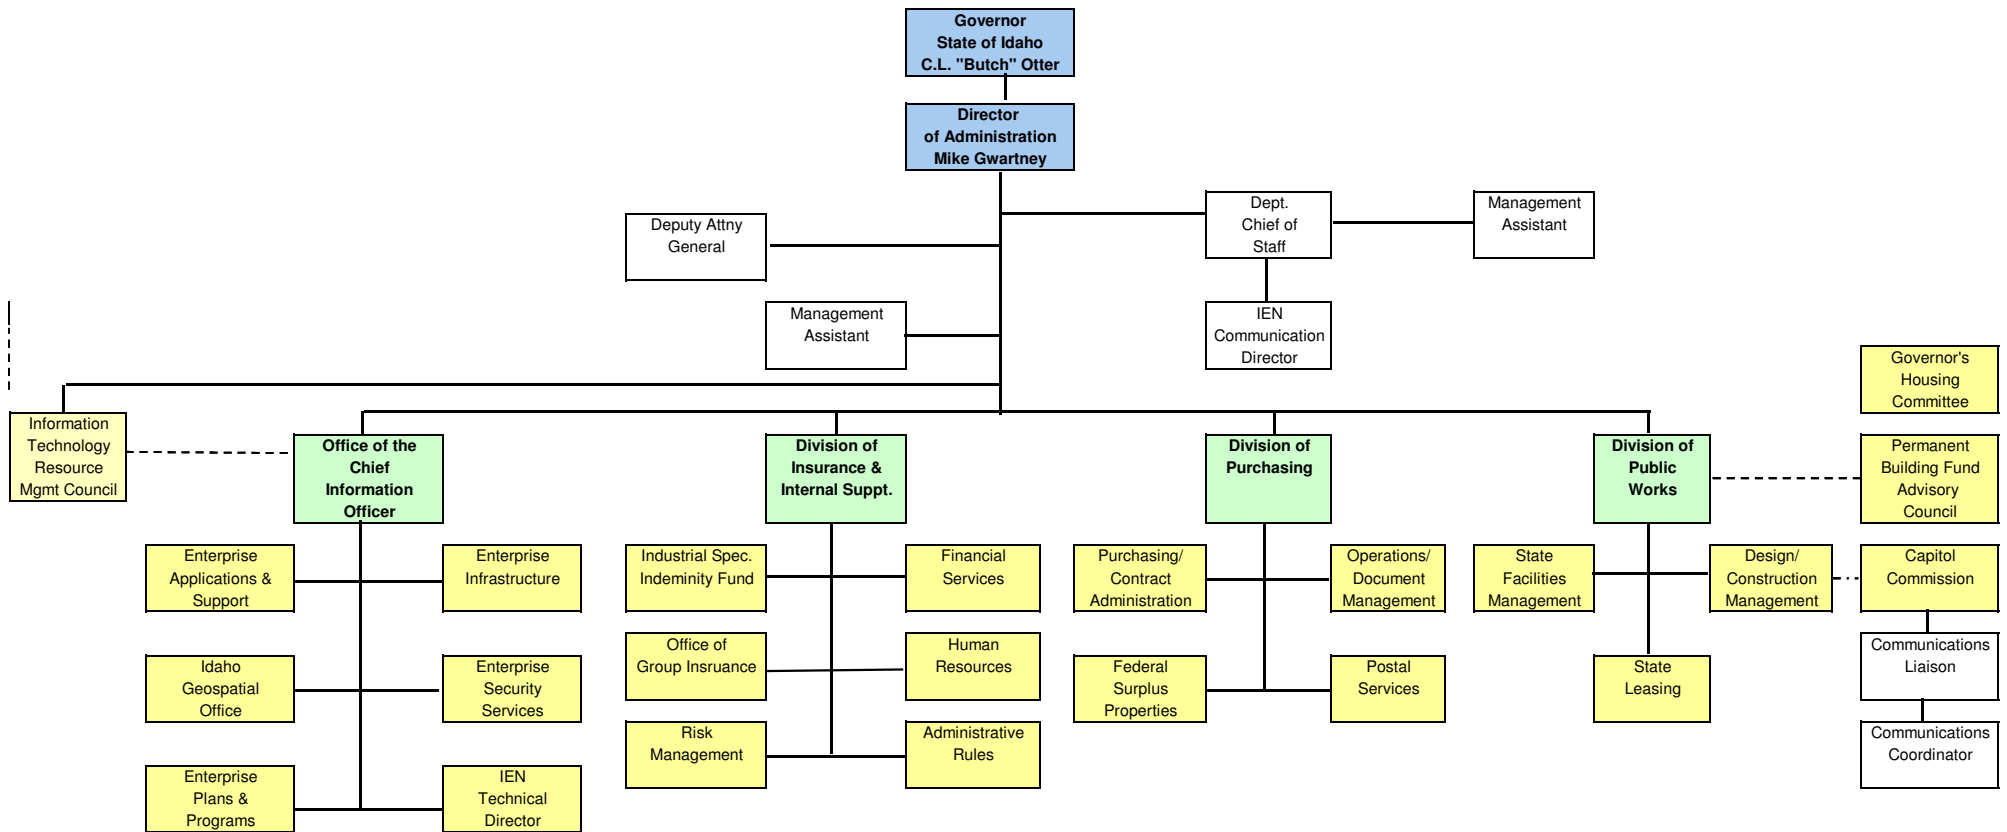 Governor
State of Idaho
C.L. "Butch" Otter
Director
of Administration
Mike Gwartney
Deputy Attny
General
Dept.
Chief of
Staff
Management
Assistant
Management
Assistant
IEN
Communication
Director
Governor's
Housing
Committee
Information
Technology
Resource
Mgmt Council
Office of the
Chief
Information
Officer
Division of
Insurance &
Internal Suppt.
Division of
Purchasing
Division of
Public
Works
Permanent
Building Fund
Advisory
Council
Enterprise
Applications &
Support
Enterprise
Infrastructure
Industrial Spec.
Indeminity Fund
Financial
Services
Purchasing/
Contract
Administration
Operations/
Document
Management
State
Facilities
Management
Design/
Construction
Management
Capitol
Commission
Office of
Group Insruance
Human
Resources
Communications
Liaison
Idaho
Geospatial
Office
Enterprise
Security
Services
Federal
Surplus
Properties
Postal
Services
State
Leasing
Risk
Management
Administrative
Rules
Communications
Coordinator
Enterprise
Plans &
Programs
IEN
Technical
Director